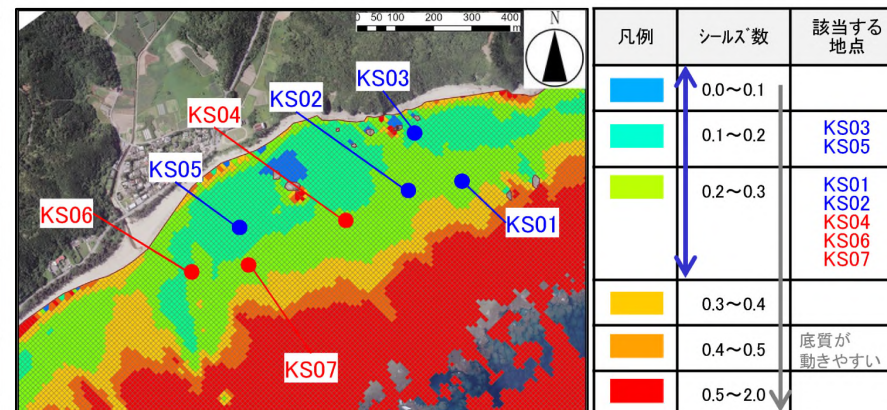 0 50 100 200 300 400
m
N
KS03
KS02
KS04
KS05
KS06
KS01
KS07
凡例 シールズ数 該当する
地点
0.0～0.1
0.1～0.2 KS03
KS05
0.2～0.3 KS01
KS02
KS04
KS06
KS07
0.3～0.4
0.4～0.5 底質が
動きやすい
0.5～2.0